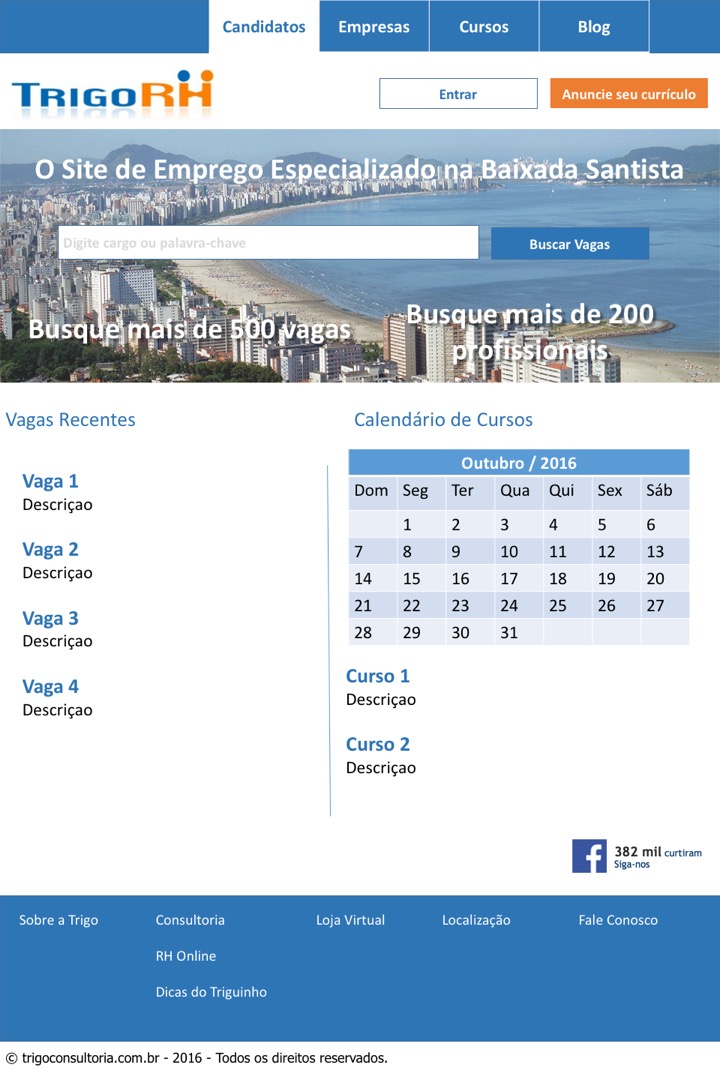 Candidatos Empresas Cursos Blog
TRIGORH
Entrar
Anuncie seu currículo
O Site de Emprego Especializado na Baixada Santista
Digite cargo ou palavra-chave
Buscar Vagas
Busque mais de 500 vagas
Busque mais de 200
profissionais
Vagas Recentes
Vaga 1
Descriçao
Vaga 2
Descriçao
Vaga 3
Descriçao
Vaga 4
Descriçao
Calendário de Cursos
Outubro / 2016
Dom Seg Ter Qua Qui Sex Sáb
1 2 3 4 5 6
7 8 9 10 11 12 13
14 15 16 17 18 19 20
21 22 23 24 25 26 27
28 29 30 31
Curso 1
Descriçao
Curso 2
Descriçao
382 mil curtiram
Siga-nos
Sobre a Trigo Consultoria Loja Virtual Localização Fale Conosco
RH Online
Dicas do Triguinho
© trigoconsultoria.com.br - 2016 - Todos os direitos reservados.